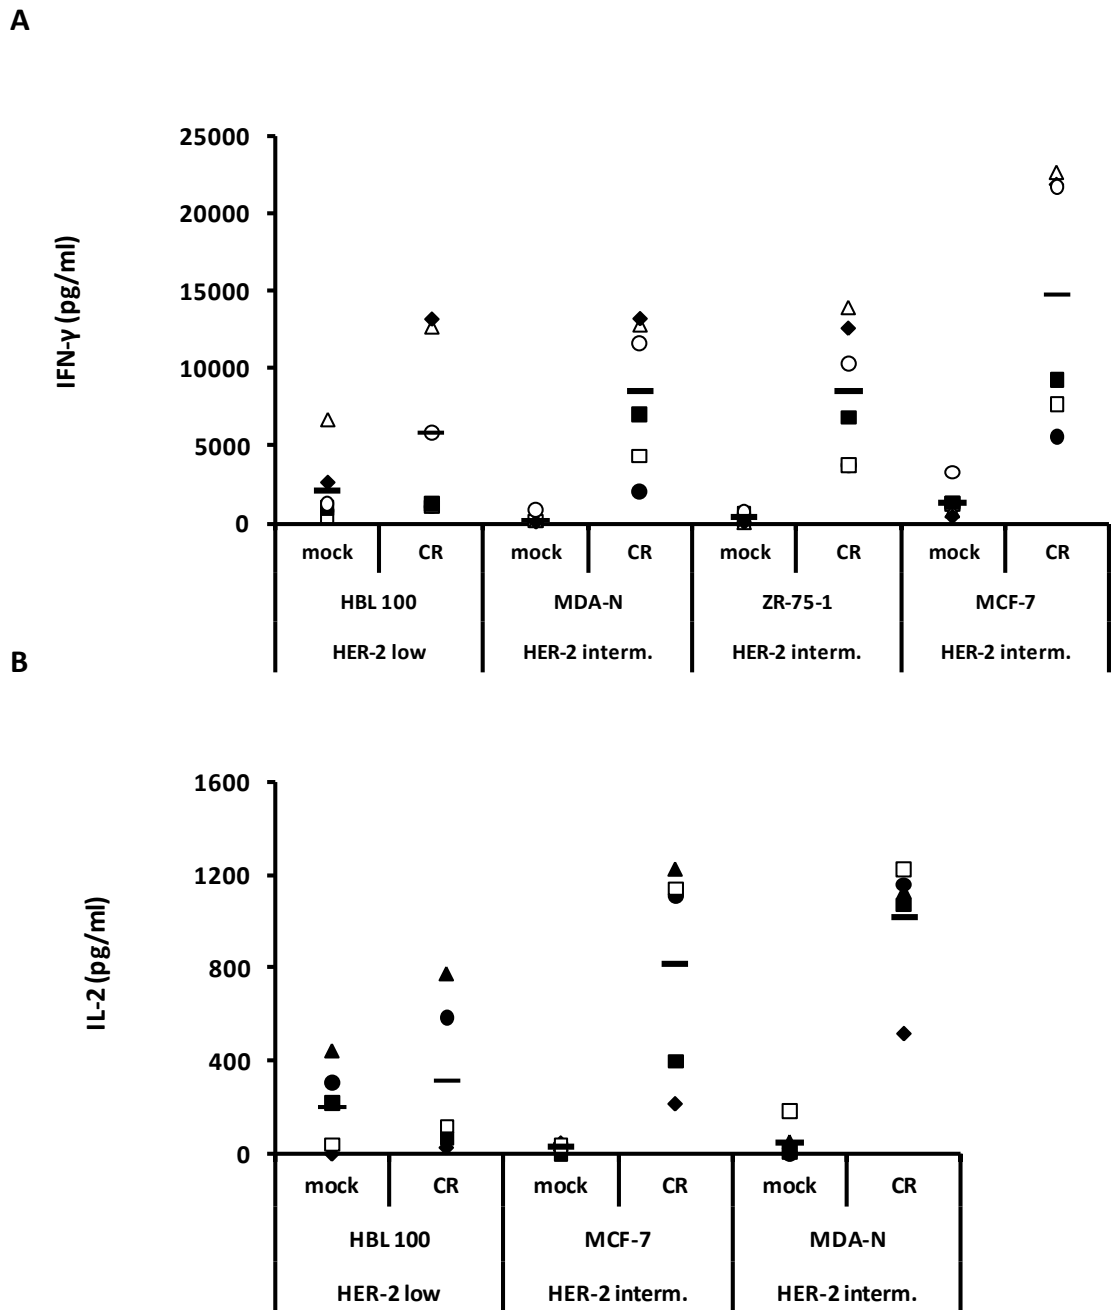 A
IFN-γ (pg/ml)
25000
20000
15000
10000
5000
0
mock CR mock CR mock CR mock CR
HBL 100 MDA-N ZR-75-1 MCF-7
HER-2 low HER-2 interm. HER-2 interm. HER-2 interm.
B
IL-2 (pg/ml)
1600
1200
800
400
0
mock CR mock CR mock CR
HBL 100 MCF-7 MDA-N
HER-2 low HER-2 interm. HER-2 interm.